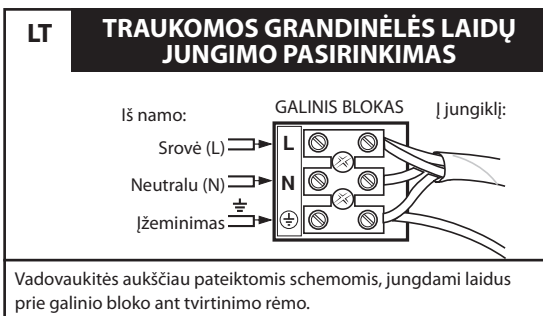 LT
TRAUKOMOS GRANDINĖLĖS LAIDŲ
JUNGIMO PASIRINKIMAS
Iš namo:
GALINIS BLOKAS
Į jungiklį:
Srovė (L)
L
Neutralu (N)
N
Įžeminimas
Vadovaukitės aukščiau pateiktomis schemomis, jungdami laidus
prie galinio bloko ant tvirtinimo rėmo.